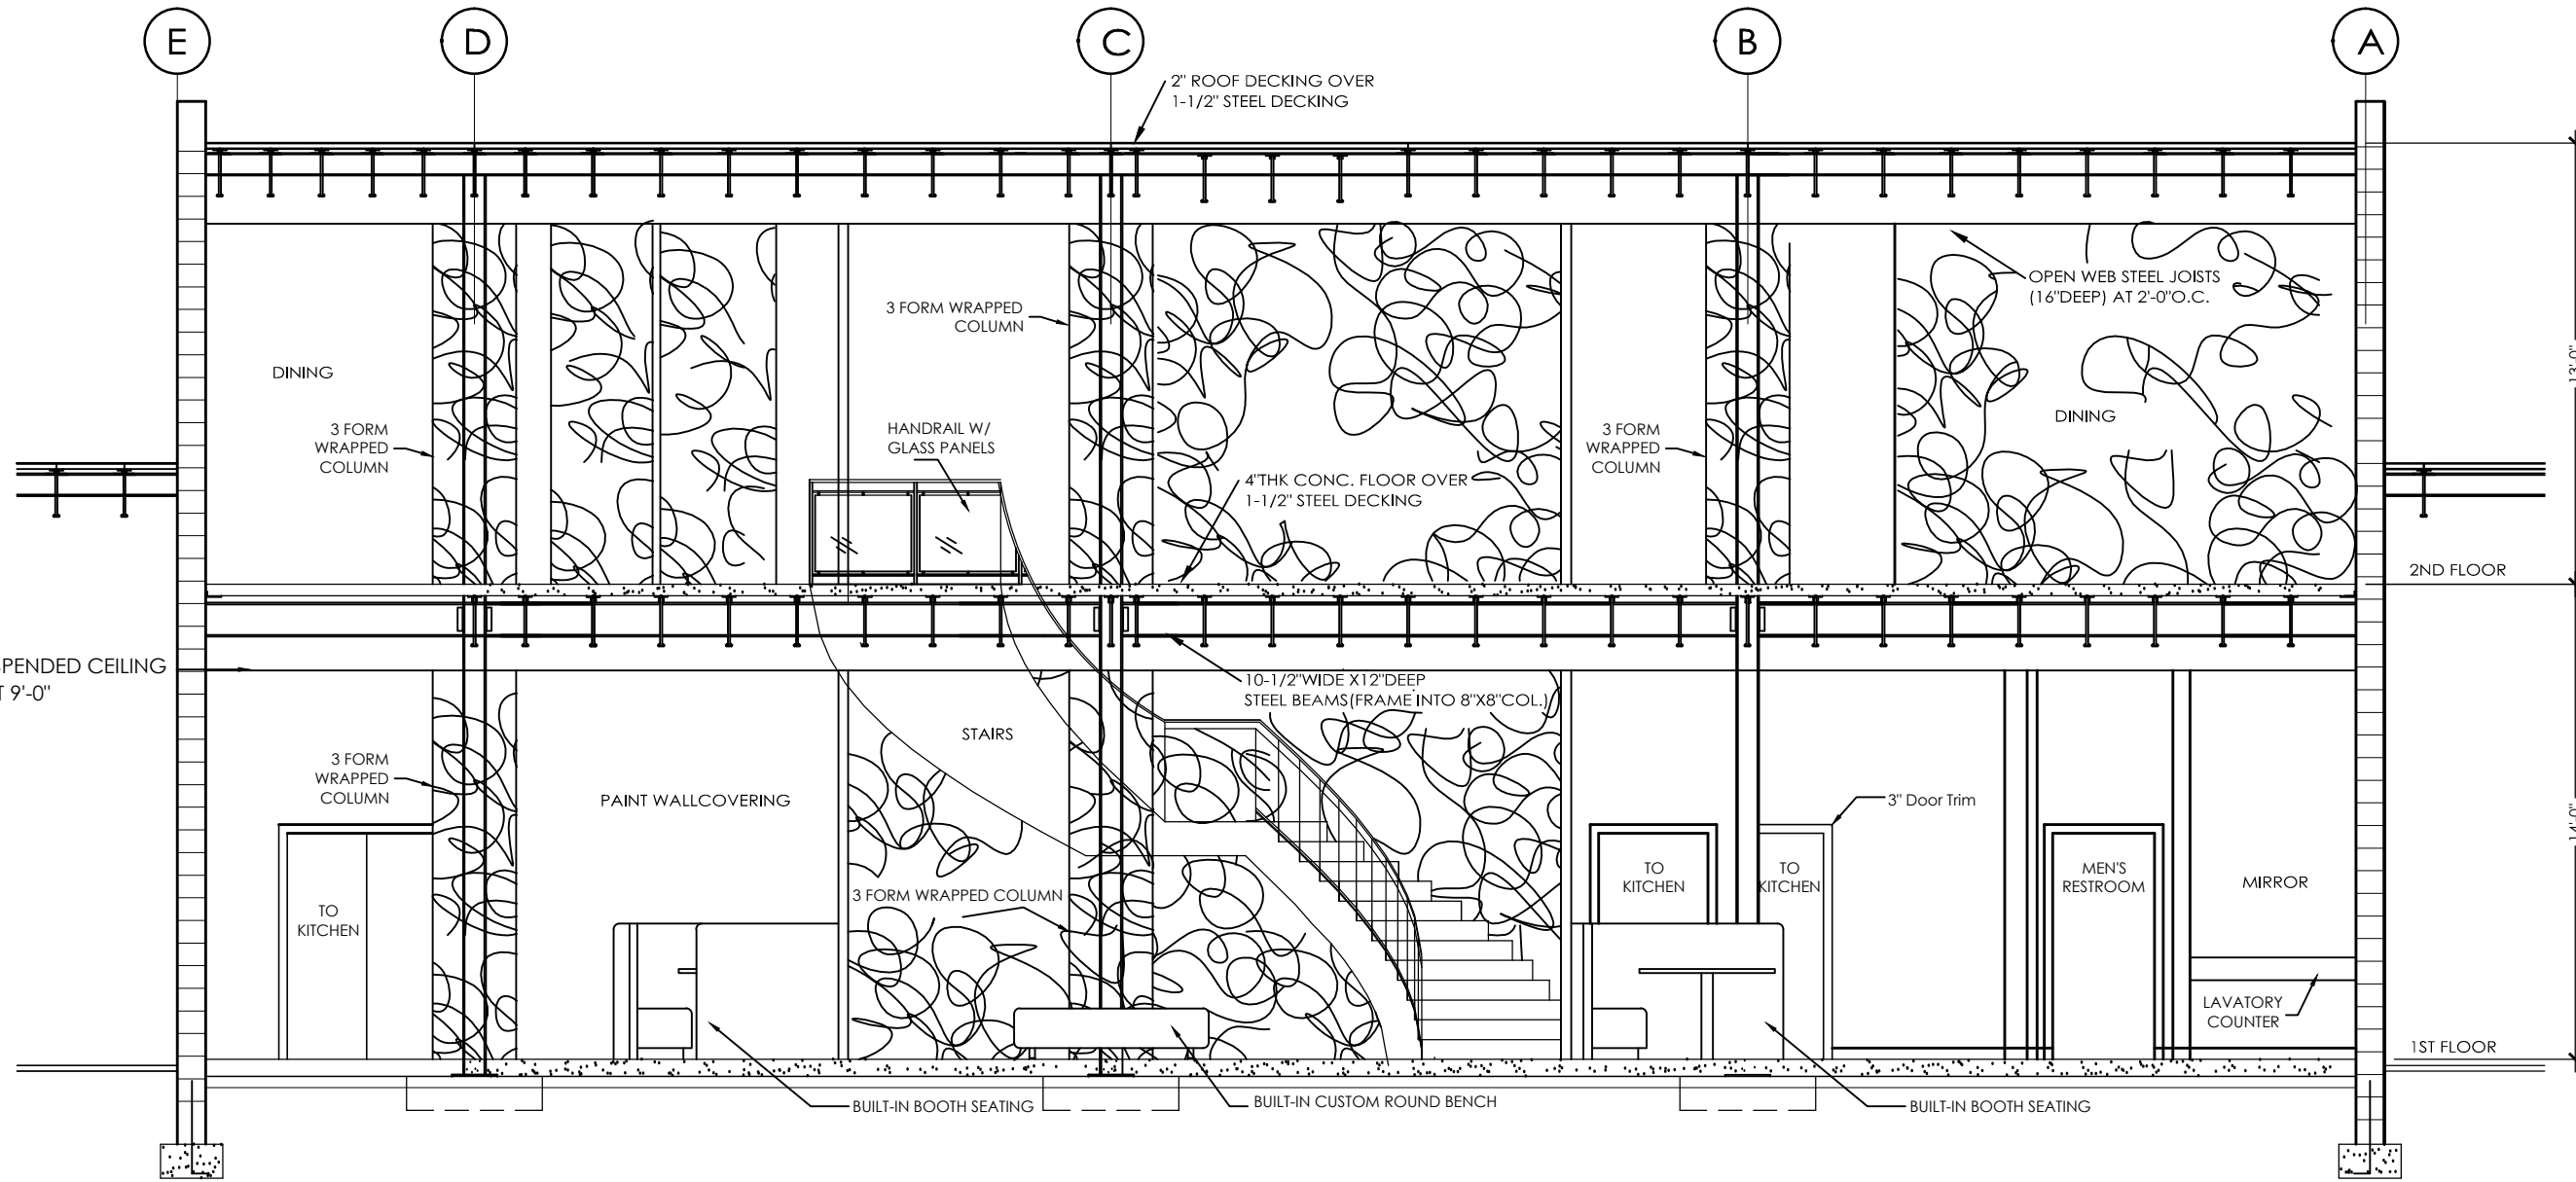 E
D
C
B
A
2" ROOF DECKING OVER
1-1/2" STEEL DECKING
OPEN WEB STEEL JOISTS
(16"DEEP) AT 2'-0"O.C.
3 FORM WRAPPED
COLUMN
DINING
3 FORM
WRAPPED
COLUMN
HANDRAIL W/
GLASS PANELS
3 FORM
WRAPPED
COLUMN
DINING
13'-0"
4"THK CONC. FLOOR OVER
1-1/2" STEEL DECKING
2ND FLOOR
SPENDED CEILING
T 9'-0"
10-1/2"WIDE X12"DEEP
STEEL BEAMS(FRAME INTO 8"X8"COL.)
STAIRS
3 FORM
WRAPPED
COLUMN
PAINT WALLCOVERING
3" Door Trim
14'-0"
3 FORM WRAPPED COLUMN
TO
KITCHEN
TO
KITCHEN
TO
KITCHEN
MEN'S
RESTROOM
MIRROR
LAVATORY
COUNTER
1ST FLOOR
BUILT-IN BOOTH SEATING
BUILT-IN CUSTOM ROUND BENCH
BUILT-IN BOOTH SEATING